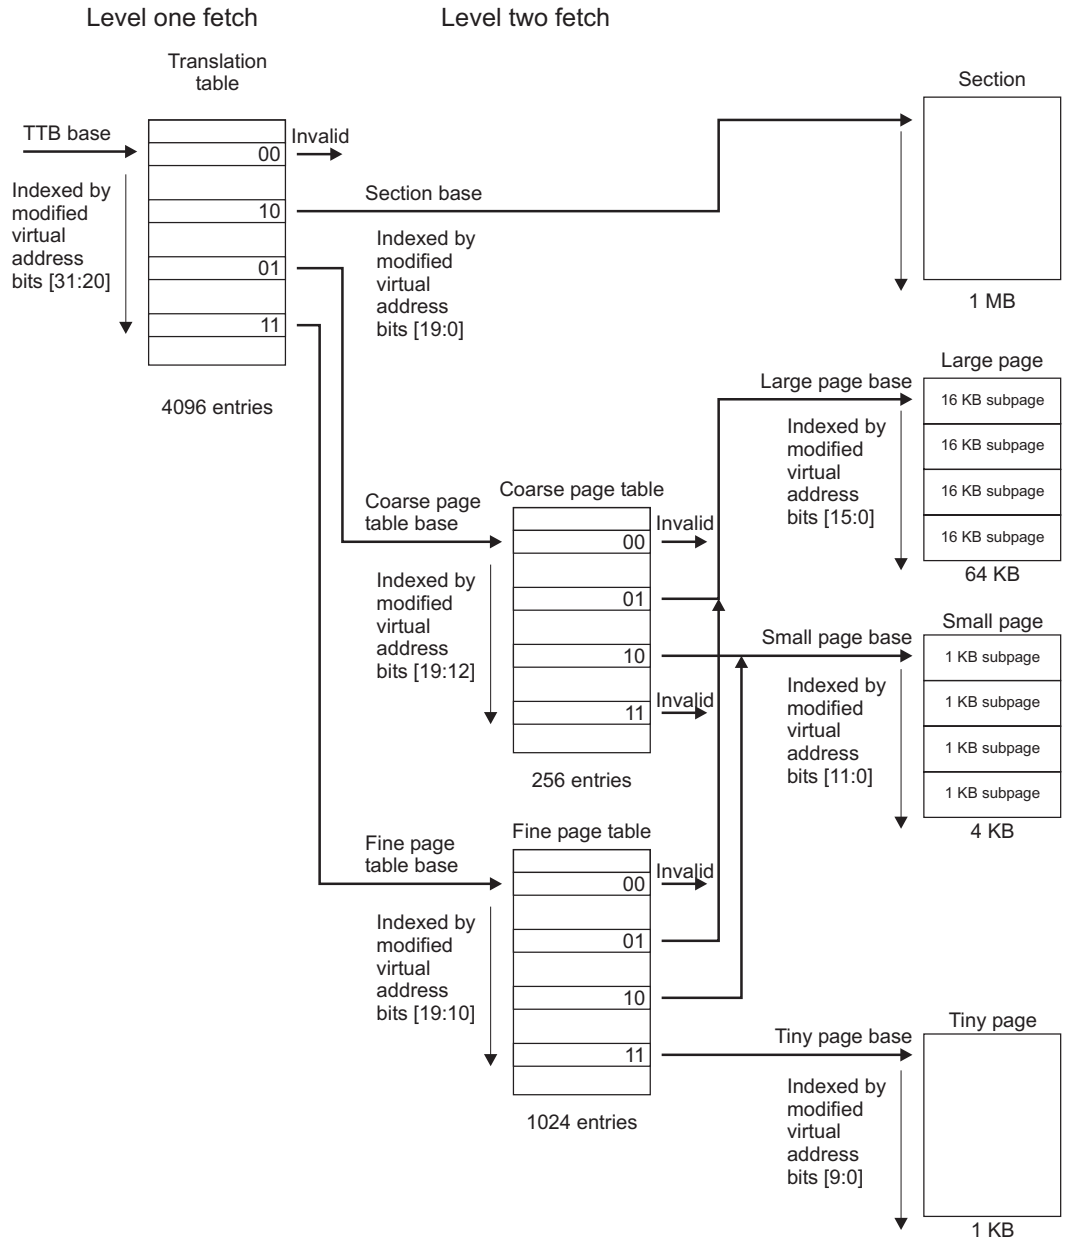 Level one fetch
Level two fetch
Translation
table
TTB base
Indexed by
modified
virtual
address
bits [31:20]
00
10
01
11
4096 entries
Invalid
Section base
Indexed by
modified
virtual
address
bits [19:0]
Section
1 MB
Large page base
Indexed by
modified
virtual
address
bits [15:0]
Large page
16 KB subpage
16 KB subpage
16 KB subpage
16 KB subpage
64 KB
Coarse page
table base
Indexed by
modified
virtual
address
bits [19:12]
Coarse page table
00
01
10
11
256 entries
Invalid
Invalid
Small page base
Indexed by
modified
virtual
address
bits [11:0]
Small page
1 KB subpage
1 KB subpage
1 KB subpage
1 KB subpage
4 KB
Fine page
table base
Indexed by
modified
virtual
address
bits [19:10]
Fine page table
00
01
10
11
1024 entries
Invalid
Tiny page base
Indexed by
modified
virtual
address
bits [9:0]
Tiny page
1 KB